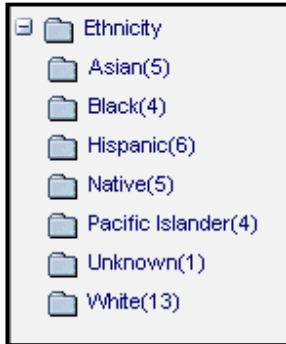 Ethnicity
Asian(5)
Black(4)
Hispanic(6)
Native(5)
Pacific Islander(4)
Unknown(1)
White(13)